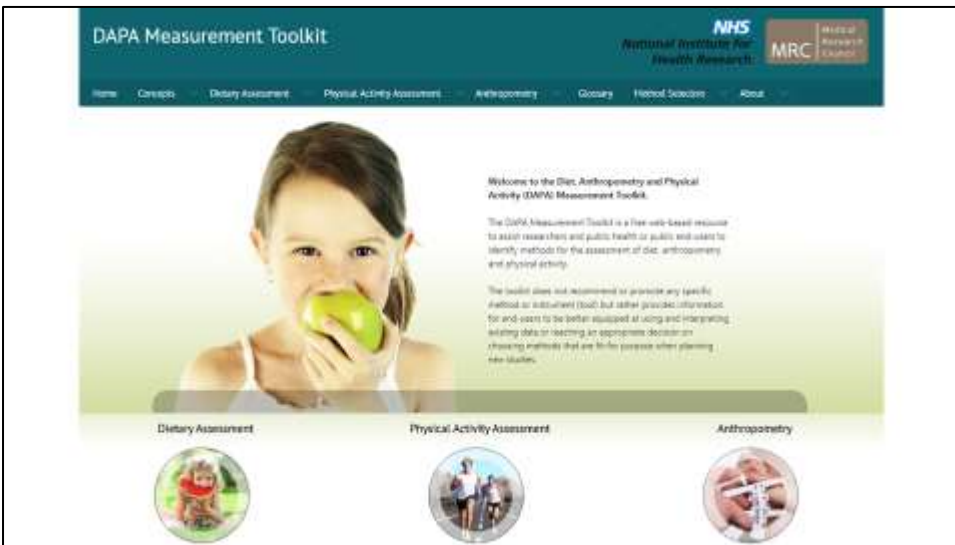 DAPA Measurement Toolkit
NHS
National Institute for
Health Research
MRC
Medical
Research
Council
Home Concepts Dietary Assessment Physical Activity Assessment Anthropometry Glossary Method Selectors About
Welcome to the Diet, Anthropometry and Physical
Activity (DAPA) Measurement Toolkit.
The DAPA Measurement Toolkit is a free web-based resource
to assist researchers and public health or public end-users to
identify methods for the assessment of diet, anthropometry
and physical activity.
The toolkit does not recommend or promote any specific
method or instrument (tool) but rather provides information
for end-users to be better equipped at using and interpreting
existing data or reaching an appropriate decision on
choosing methods that are fit for purpose when planning
new studies.
Dietary Assessment Physical Activity Assessment Anthropometry